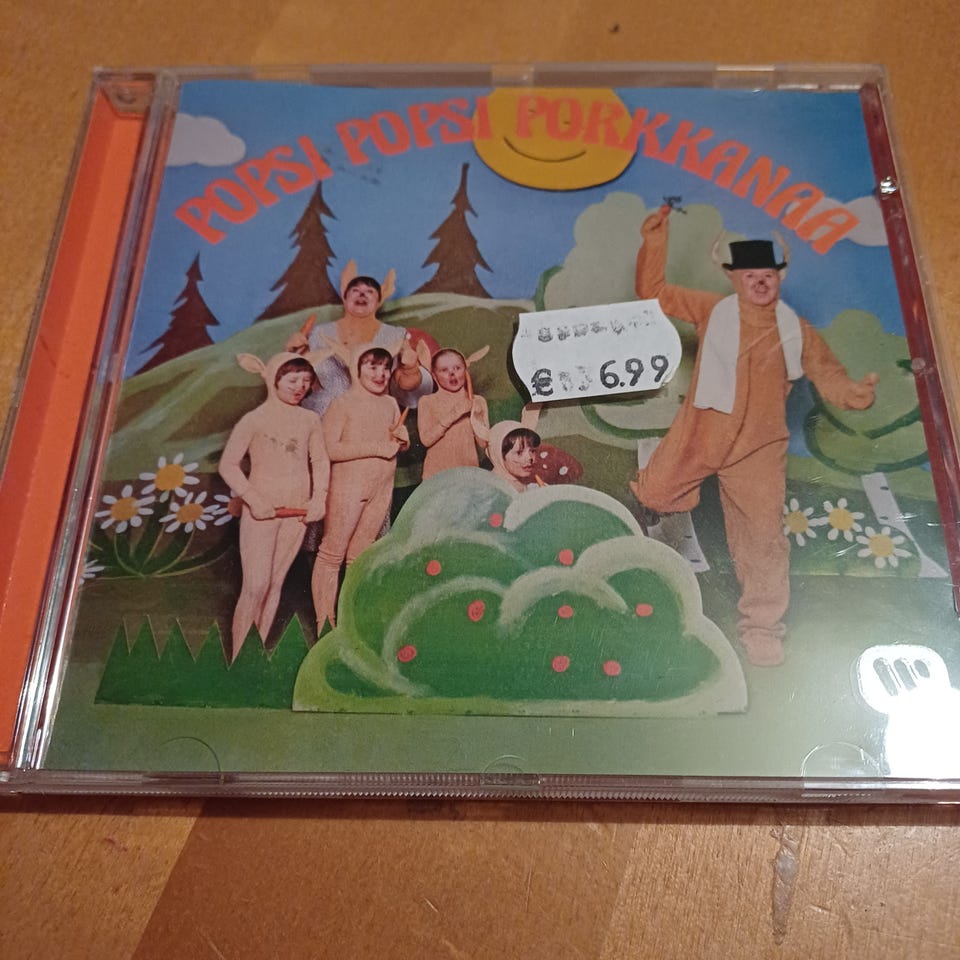 POPSI POPSI PORKKANAA
€ 6.99